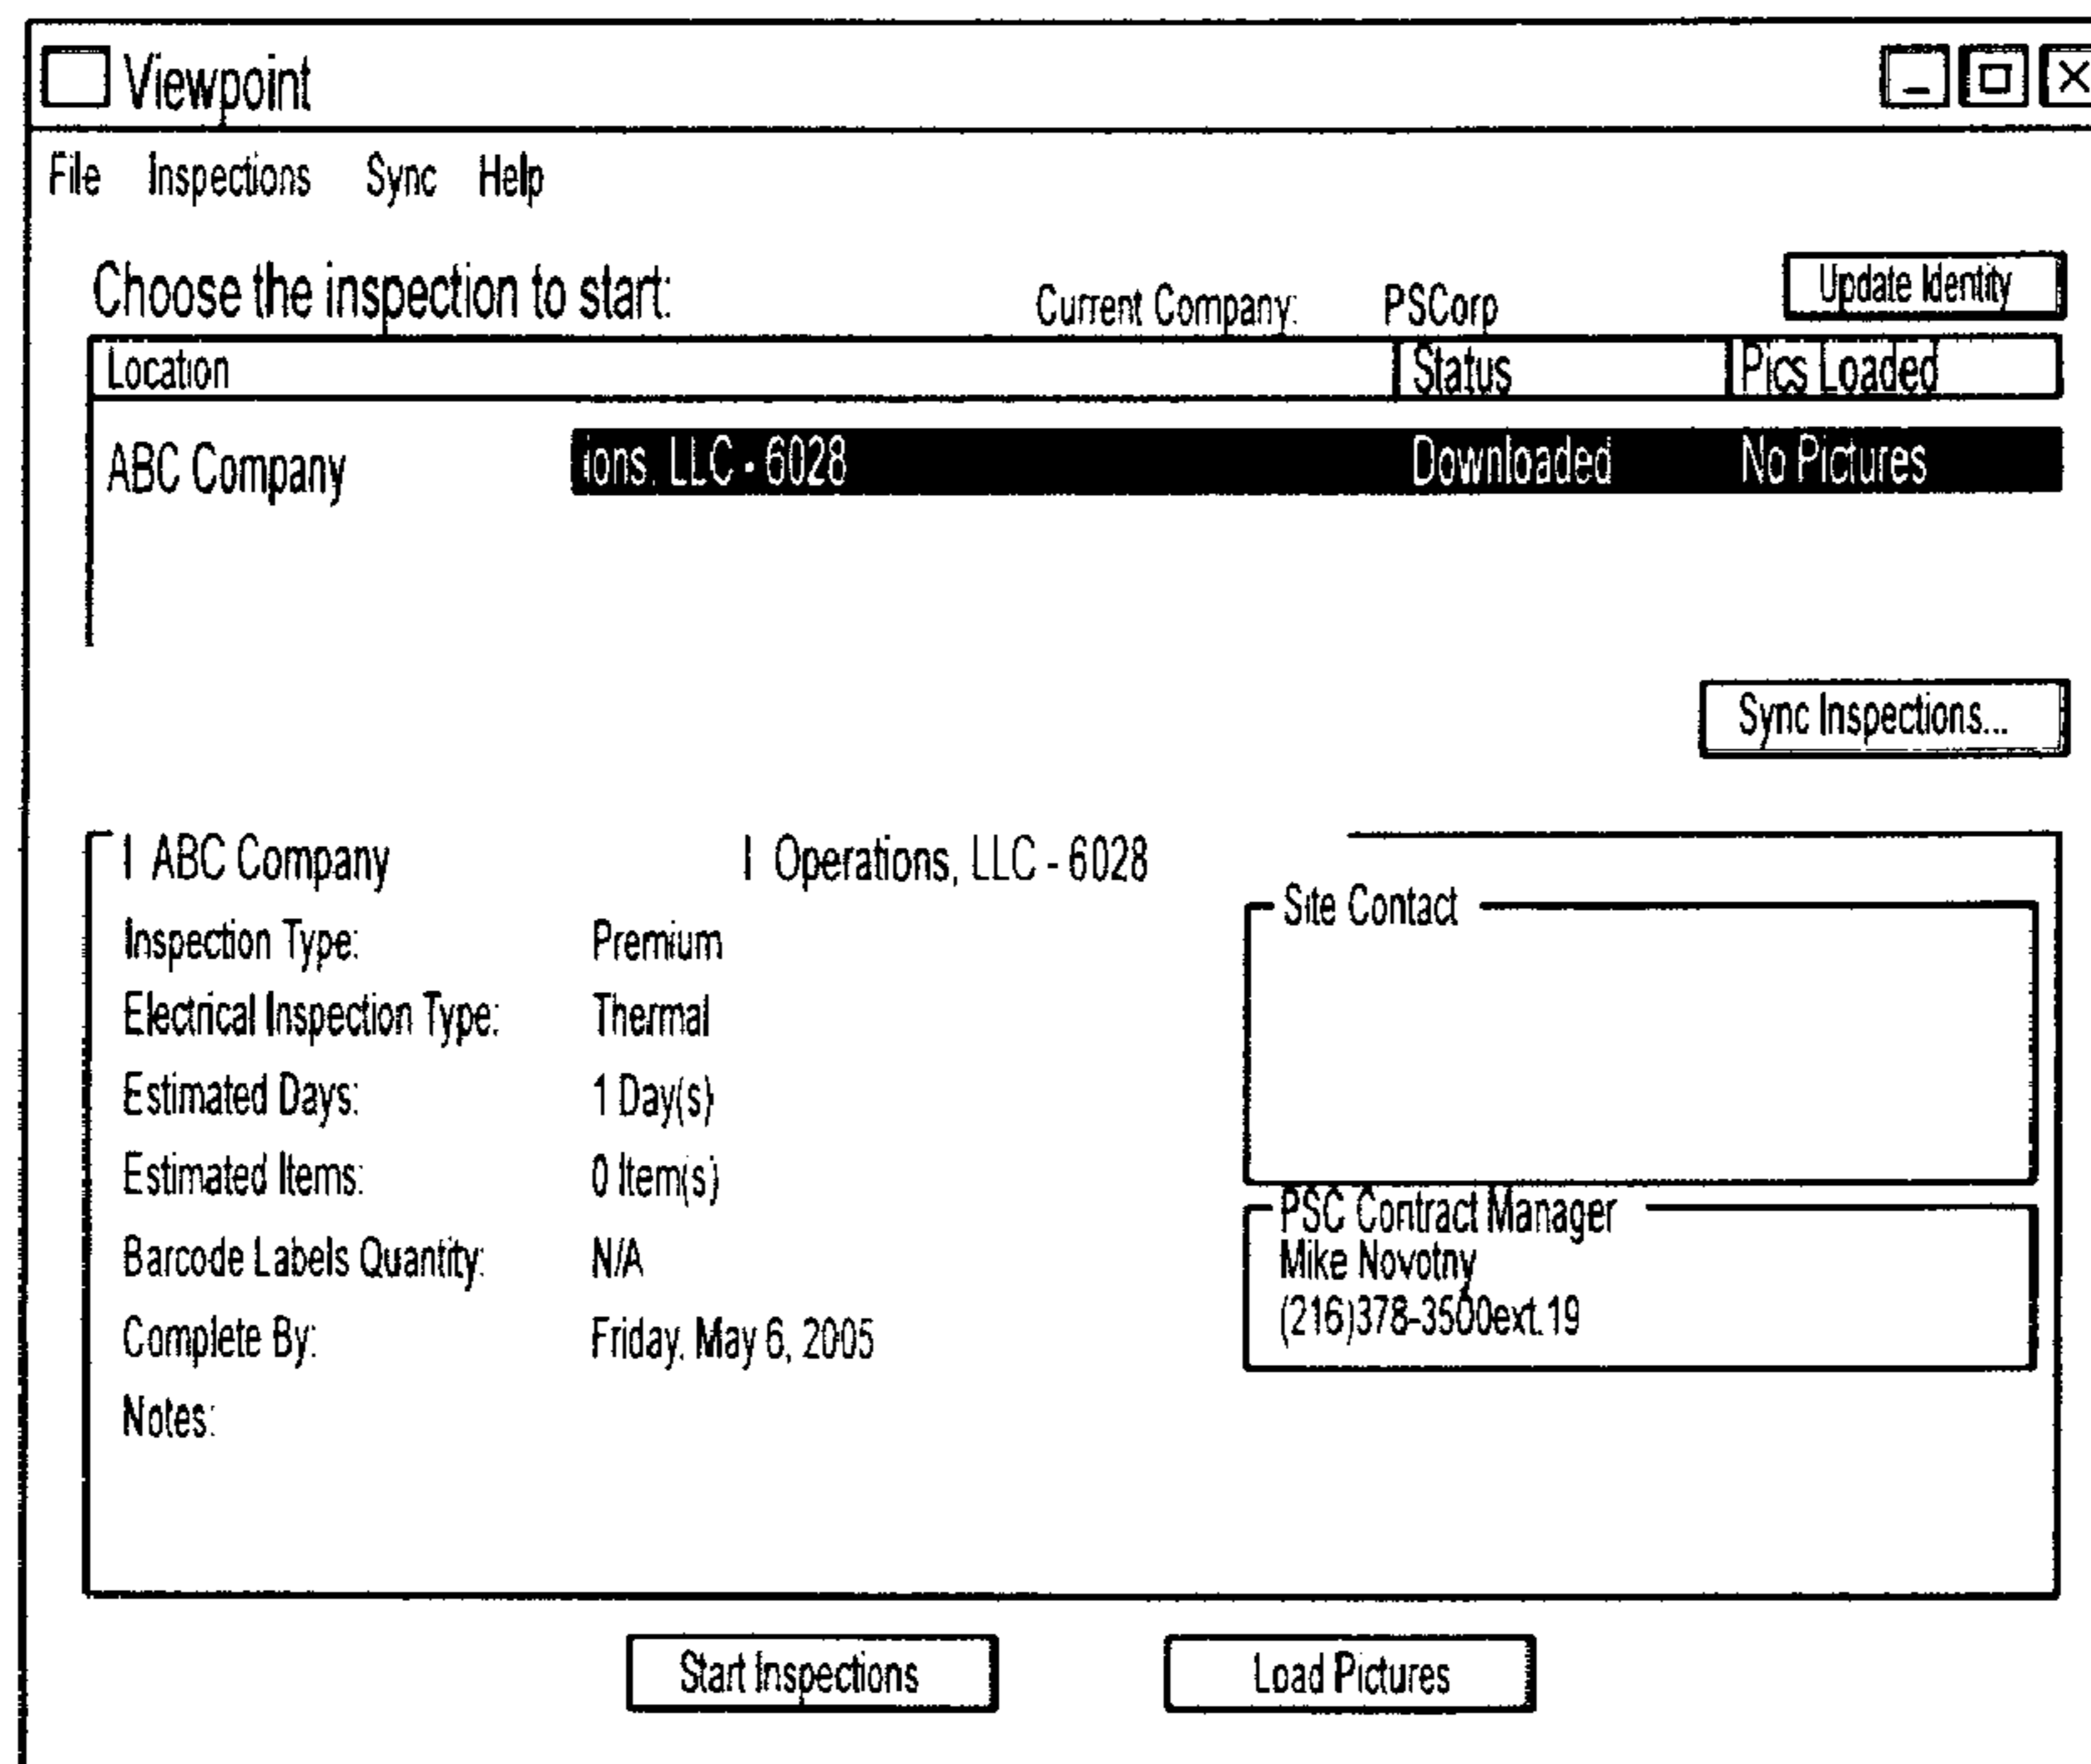 Viewpoint
File Inspections Sync Help
Choose the inspection to start: Current Company: PSCorp Update Identity
Location Status Pics Loaded
ABC Company ions, LLC - 6028 Downloaded No Pictures
Sync Inspections...
I ABC Company I Operations, LLC - 6028
Site Contact
Inspection Type: Premium
Electrical Inspection Type: Thermal
Estimated Days: 1 Day(s)
Estimated Items: 0 Item(s)
PSC Contract Manager
Barcode Labels Quantity: N/A Mike Novotny
(216)378-3500ext.19
Complete By: Friday, May 6, 2005
Notes:
Start Inspections Load Pictures